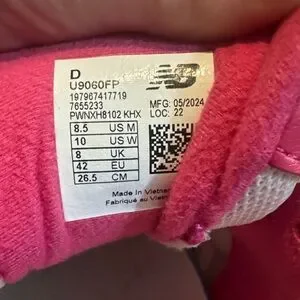 D
U9060FP
197967417719
7655233
PWNXH8102 KHX
MFG: 05/2024
LOC: 22
8.5 US M
10 US W
8 UK
42 EU
26.5 CM
Made in Vietnam
Fabriqué au Vietnam